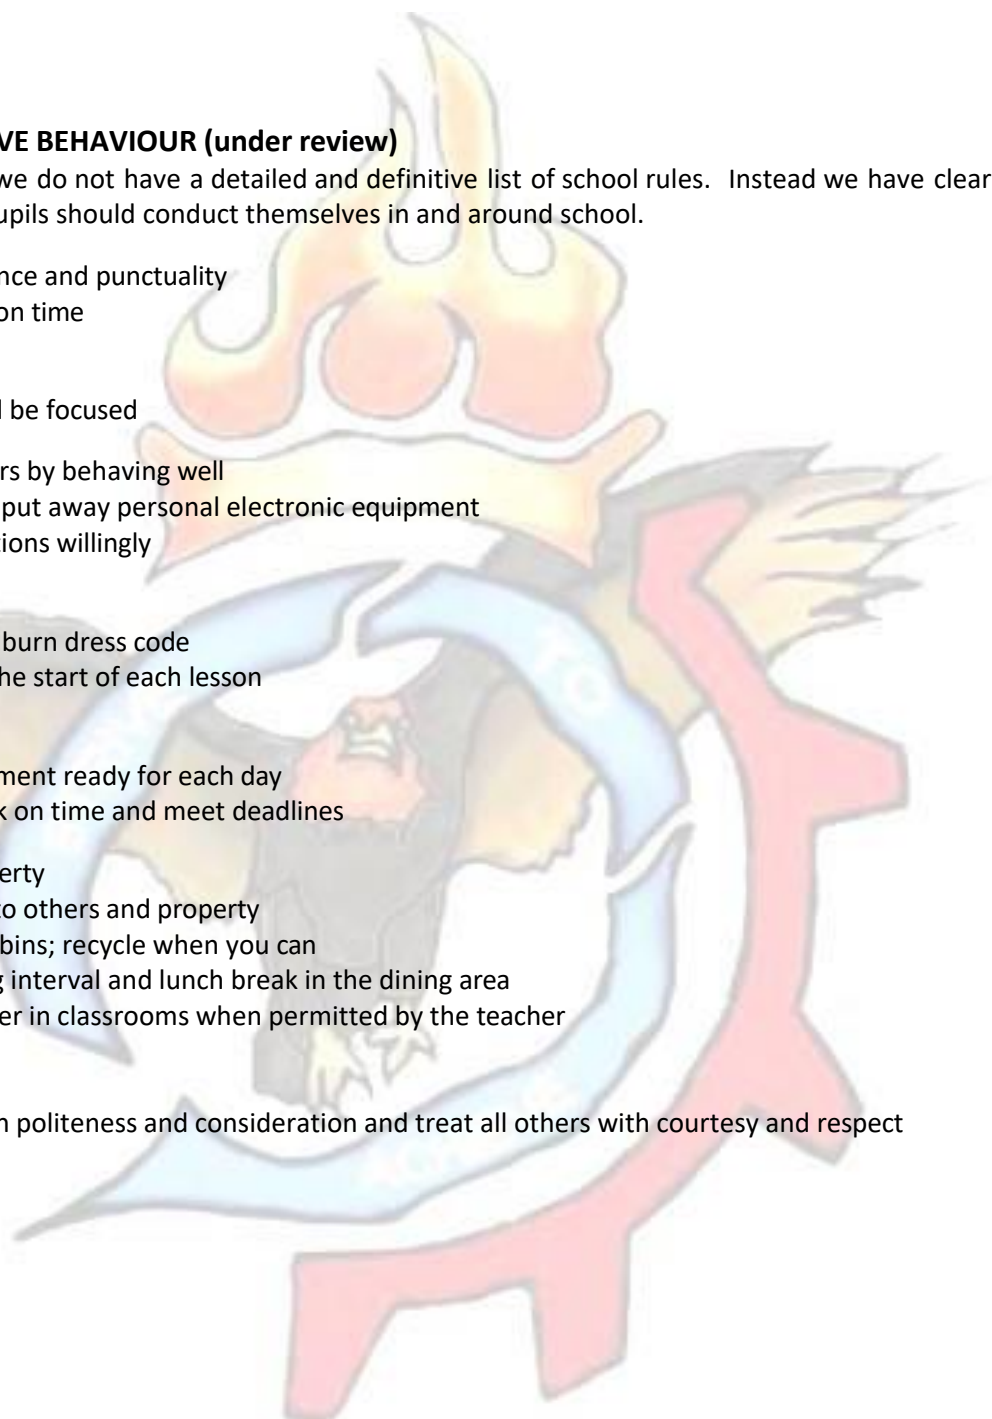 VE BEHAVIOUR (under review)
we do not have a detailed and definitive list of school rules.  Instead we have clear
upils should conduct themselves in and around school.
nce and punctuality
on time
l be focused
rs by behaving well
put away personal electronic equipment
tions willingly
burn dress code
he start of each lesson
TO
ment ready for each day
k on time and meet deadlines
erty
to others and property
bins; recycle when you can
g interval and lunch break in the dining area
er in classrooms when permitted by the teacher
h politeness and consideration and treat all others with courtesy and respect